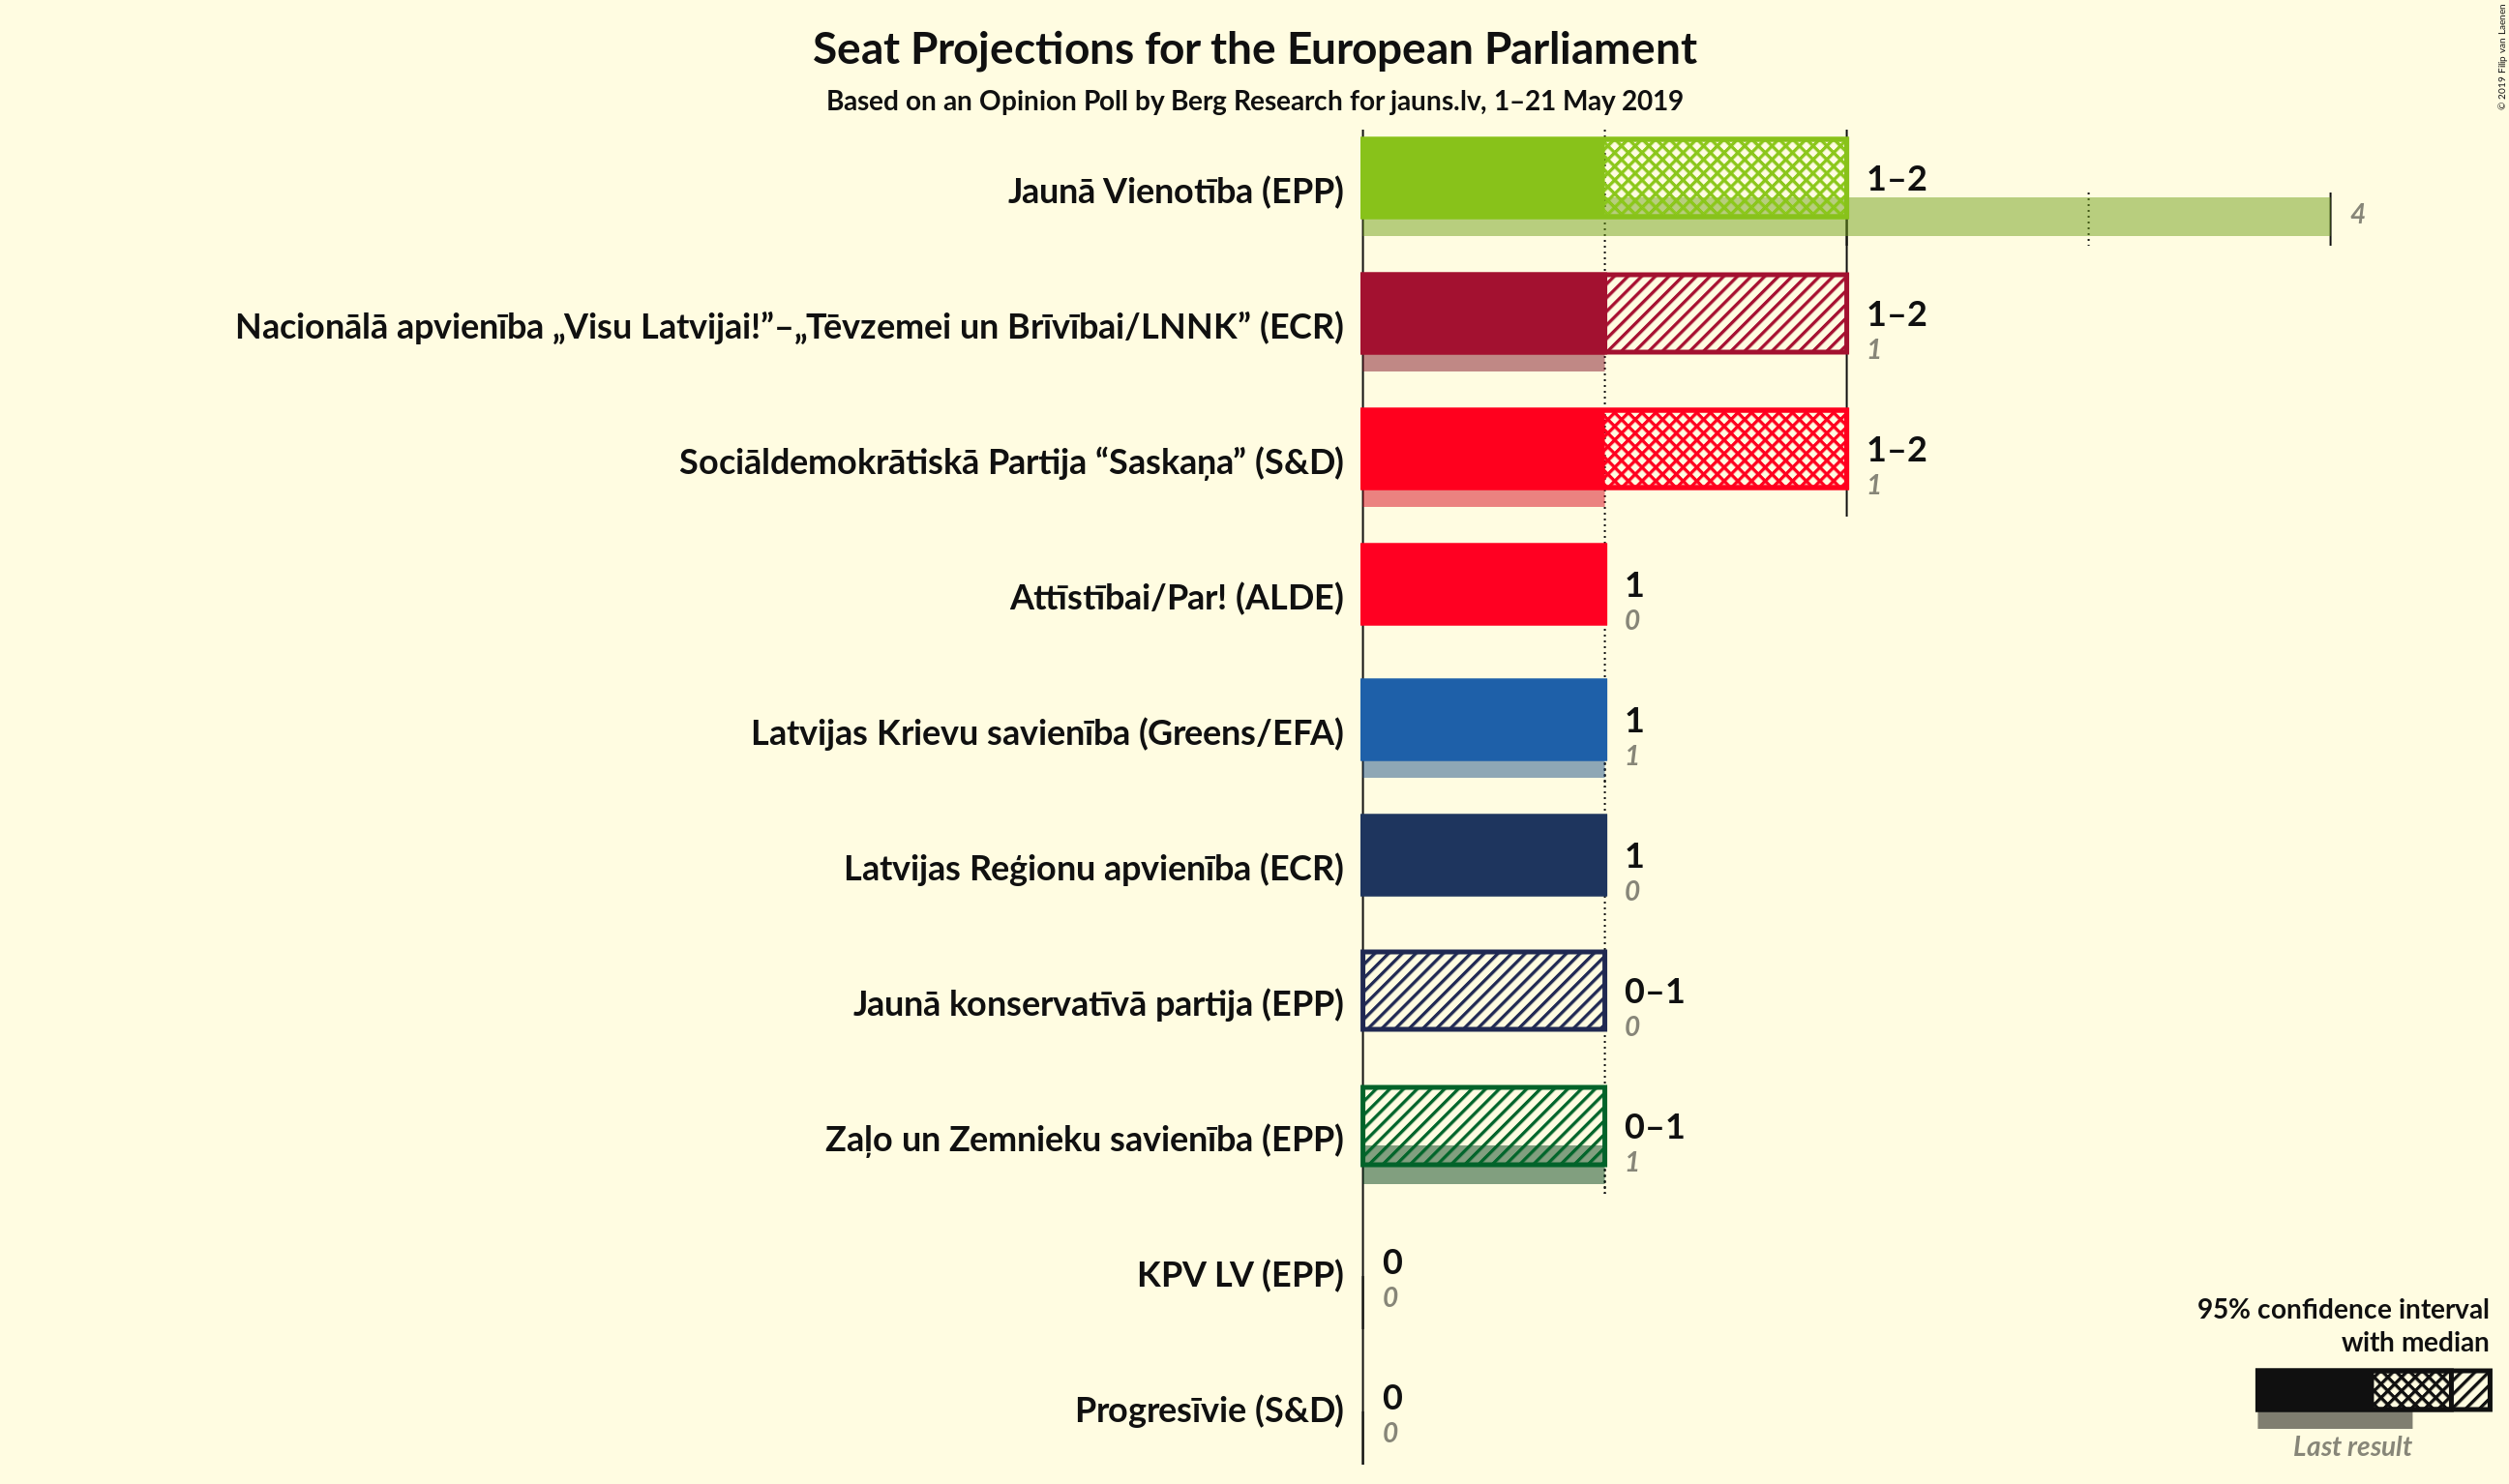 Seat Projections for the European Parliament
Based on an Opinion Poll by Berg Research for jauns.lv, 1–21 May 2019
© 2019 Filip van Laenen
Jaunā Vienotība (EPP)
1–2
4
Nacionālā apvienība „Visu Latvijai!”–„Tēvzemei un Brīvībai/LNNK” (ECR)
1–2
1
Sociāldemokrātiskā Partija “Saskaņa” (S&D)
1–2
1
Attīstībai/Par! (ALDE)
1
0
Latvijas Krievu savienība (Greens/EFA)
1
1
Latvijas Reģionu apvienība (ECR)
1
0
Jaunā konservatīvā partija (EPP)
0–1
0
Zaļo un Zemnieku savienība (EPP)
0–1
1
KPV LV (EPP)
0
0
Progresīvie (S&D)
0
0
95% confidence interval
with median
Last result